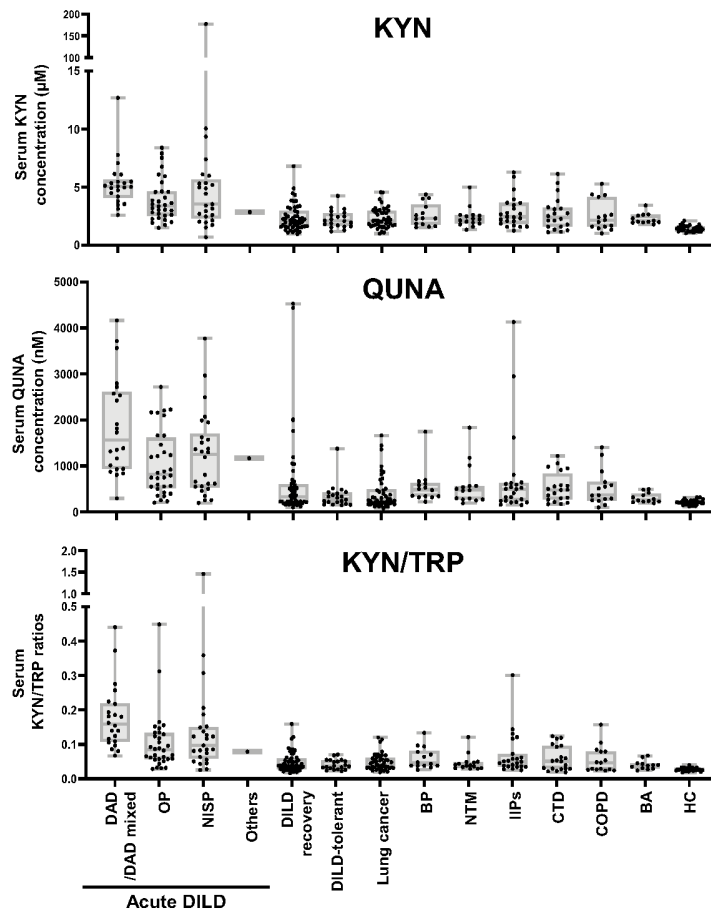 KYN
Serum KYN
concentration (μM)
200
150
100
15
10
5
0
QUNA
Serum QUNA
concentration (nM)
5000
4000
3000
2000
1000
0
KYN/TRP
Serum
KYN/TRP ratios
2.0
1.5
1.0
0.5
0.4
0.3
0.2
0.1
0.0
DAD
/DAD mixed
OP
NISP
Others
DILD
recovery
DILD-tolerant
Lung cancer
BP
NTM
IIPs
CTD
COPD
BA
HC
Acute DILD